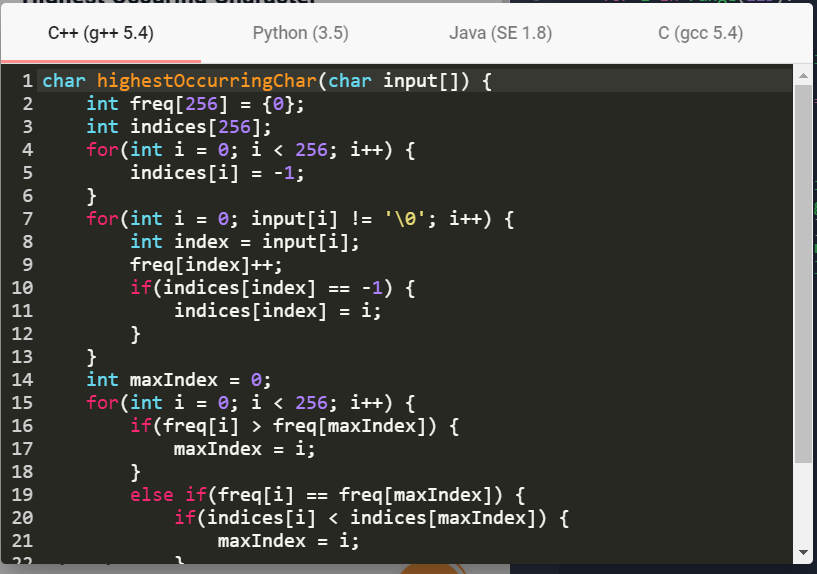 Highest Occuring Character
C++ (g++ 5.4) Python (3.5) Java (SE 1.8) C (gcc 5.4)
1 char highestOccurringChar(char input[]) {
2     int freq[256] = {0};
3     int indices[256];
4     for(int i = 0; i < 256; i++) {
5         indices[i] = -1;
6     }
7     for(int i = 0; input[i] != '\0'; i++) {
8         int index = input[i];
9         freq[index]++;
10         if(indices[index] == -1) {
11             indices[index] = i;
12         }
13     }
14     int maxIndex = 0;
15     for(int i = 0; i < 256; i++) {
16         if(freq[i] > freq[maxIndex]) {
17             maxIndex = i;
18         }
19         else if(freq[i] == freq[maxIndex]) {
20             if(indices[i] < indices[maxIndex]) {
21                 maxIndex = i;
22             }